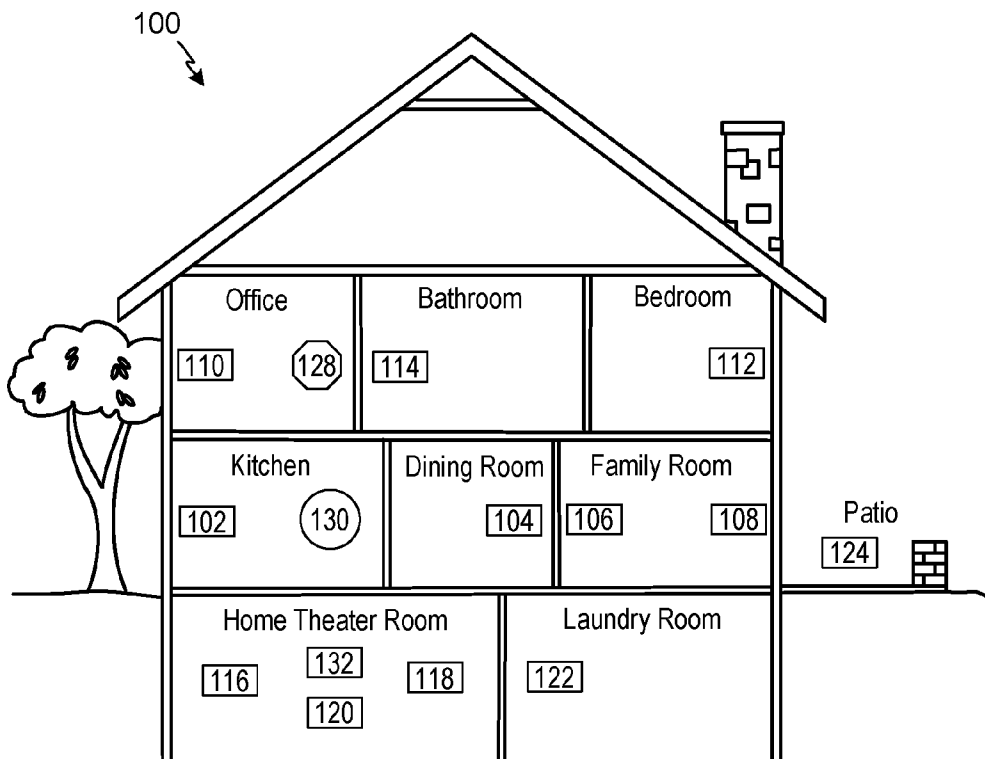 100
Office Bathroom Bedroom
110 128 114 112
Kitchen Dining Room Family Room
102 130 104 106 108
Patio
124
Home Theater Room Laundry Room
116 132 118 122
120